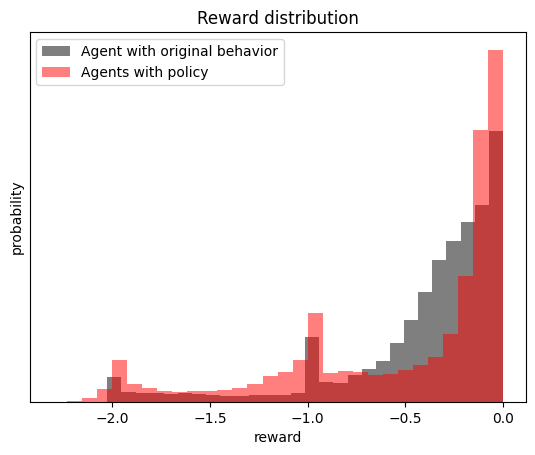 Reward distribution
Agent with original behavior
Agents with policy
probability
−2.0 −1.5 −1.0 −0.5 0.0
reward